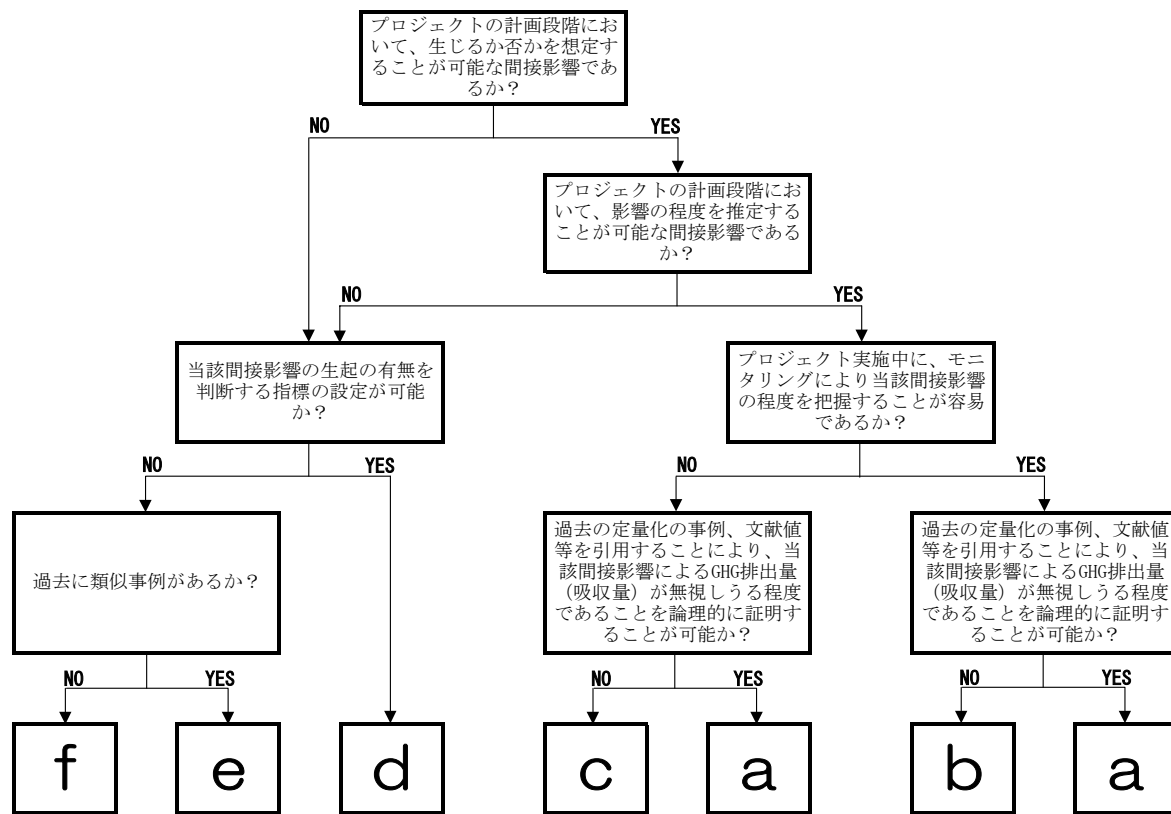 プロジェクトの計画段階にお
いて、生じるか否かを想定す
ることが可能な間接影響であ
るか？
NO
YES
プロジェクトの計画段階にお
いて、影響の程度を推定する
ことが可能な間接影響である
か？
NO
YES
当該間接影響の生起の有無を
判断する指標の設定が可能
か？
プロジェクト実施中に、モニ
タリングにより当該間接影響
の程度を把握することが容易
であるか？
NO
YES
NO
YES
過去に類似事例があるか？
過去の定量化の事例、文献値
等を引用することにより、当
該間接影響によるGHG排出量
（吸収量）が無視しうる程度
であることを論理的に証明す
ることが可能か？
過去の定量化の事例、文献値
等を引用することにより、当
該間接影響によるGHG排出量
（吸収量）が無視しうる程度
であることを論理的に証明す
ることが可能か？
NO
YES
NO
YES
NO
YES
f
e
d
c
a
b
a